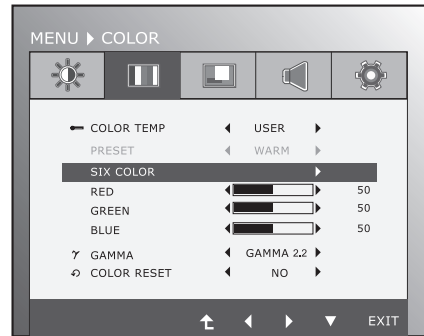 MENU COLOR
COLOR TEMP USER
PRESET WARM
SIX COLOR
RED 50
GREEN 50
BLUE 50
γ GAMMA GAMMA 2.2
COLOR RESET NO
EXIT